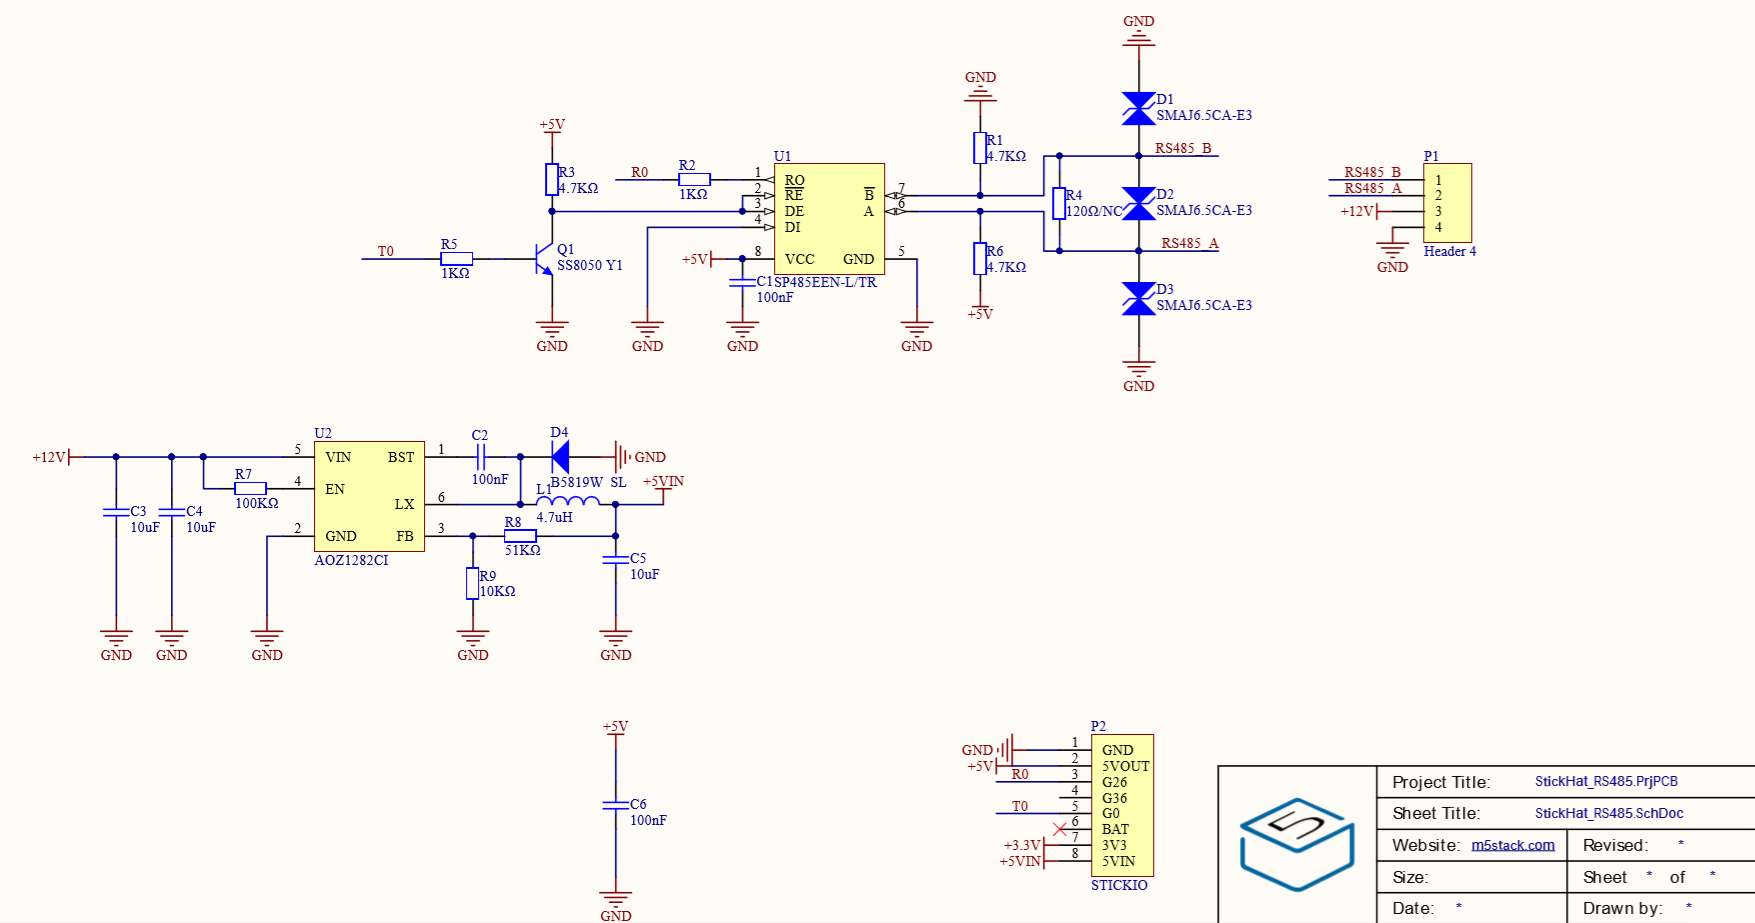 GND
GND
D1
SMAJ6.5CA-E3
+5V
R3
4.7KΩ
R0
R2
1KΩ
U1
1
RO
2
RE
3
DE
4
DI
8
VCC
B
7
A
6
GND
5
SP485EEN-L/TR
R1
4.7KΩ
RS485_B
R4
120Ω/NC
D2
SMAJ6.5CA-E3
RS485_A
R6
4.7KΩ
+5V
D3
SMAJ6.5CA-E3
GND
T0
R5
1KΩ
Q1
SS8050 Y1
+5V
C1
100nF
GND
GND
GND
GND
P1
RS485_B
1
RS485_A
2
+12V
3
4
GND
Header 4
U2
+12V
5
VIN
BST
1
R7
100KΩ
4
EN
LX
6
2
GND
FB
3
AOZ1282CI
C2
100nF
D4
B5819W SL
GND
L1
4.7uH
+5VIN
R8
51KΩ
C3
10uF
C4
10uF
R9
10KΩ
C5
10uF
GND
GND
GND
GND
GND
+5V
C6
100nF
GND
P2
GND
1
GND
+5V
2
5VOUT
R0
3
G26
4
G36
T0
5
G0
6
BAT
+3.3V
7
3V3
+5VIN
8
5VIN
STICKIO
5
Project Title: StickHat_RS485.PrjPCB
Sheet Title: StickHat_RS485.SchDoc
Website: m5stack.com Revised: *
Size: Sheet * of *
Date: * Drawn by: *